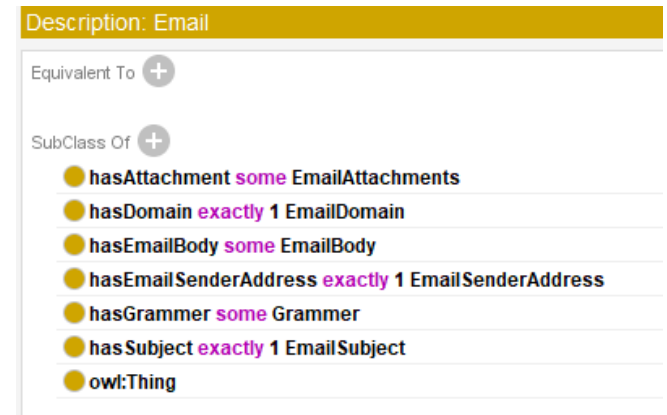 Description: Email
Equivalent To
SubClass Of
hasAttachment some EmailAttachments
hasDomain exactly 1 EmailDomain
hasEmailBody some EmailBody
hasEmailSenderAddress exactly 1 EmailSenderAddress
hasGrammer some Grammer
hasSubject exactly 1 EmailSubject
owl:Thing